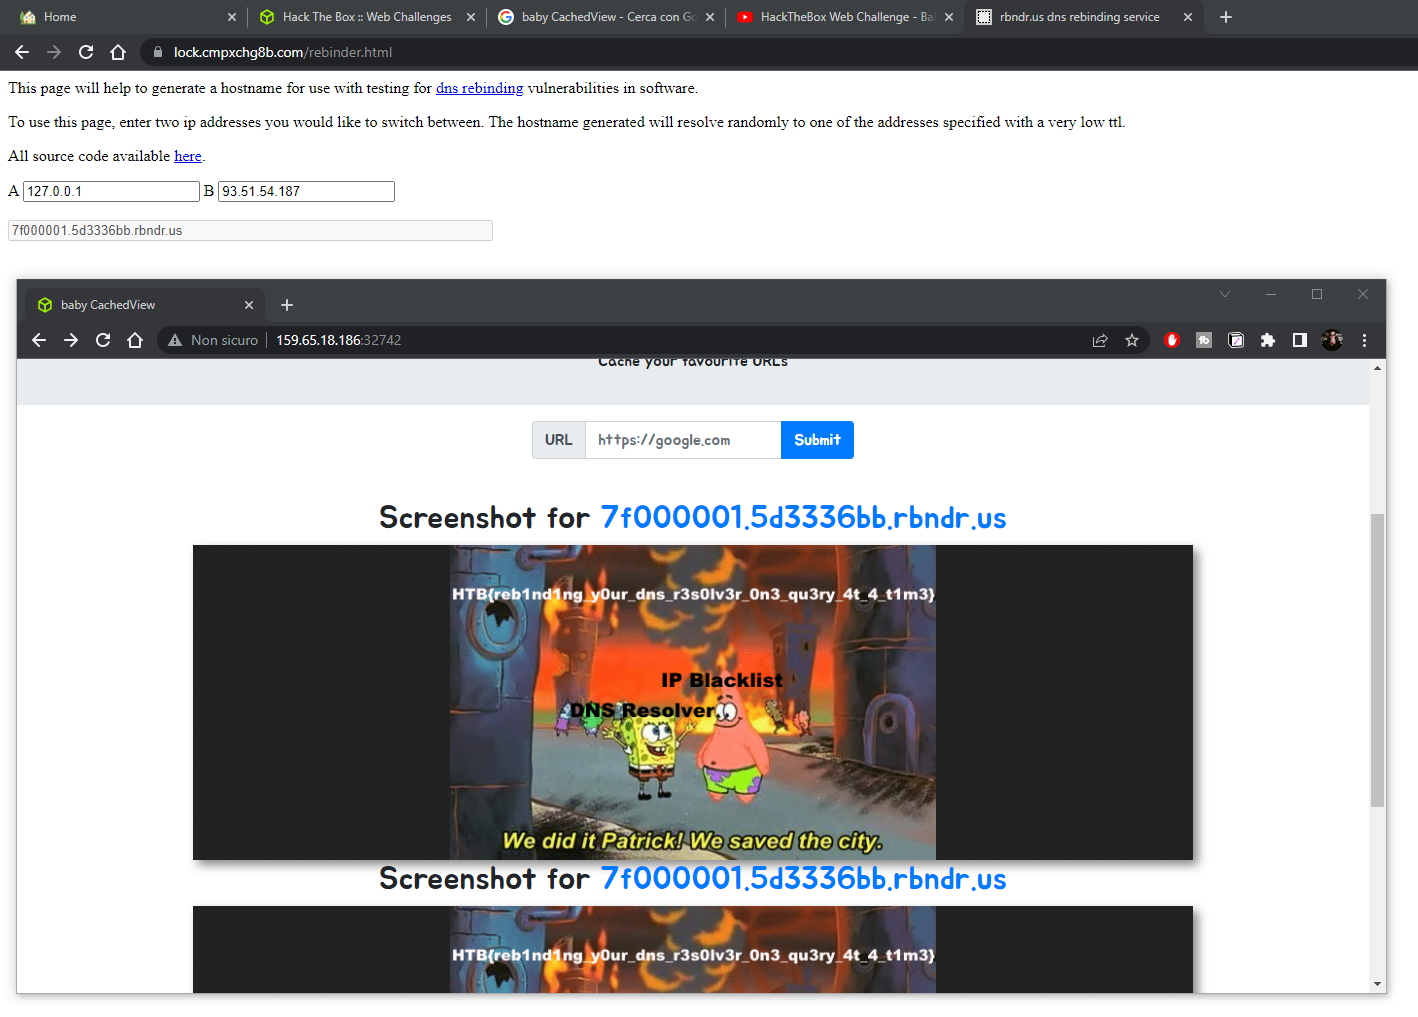 Home
Hack The Box :: Web Challenges
baby CachedView - Cerca con Go
HackTheBox Web Challenge - Ba
rbndr.us dns rebinding service
lock.cmpxchg8b.com/rebinder.html
This page will help to generate a hostname for use with testing for dns rebinding vulnerabilities in software.
To use this page, enter two ip addresses you would like to switch between. The hostname generated will resolve randomly to one of the addresses specified with a very low ttl.
All source code available here.
A 127.0.0.1 B 93.51.54.187
7f000001.5d3336bb.rbndr.us
baby CachedView
Non sicuro 159.65.18.186:32742
Cache your favourite URLs
URL https://google.com Submit
Screenshot for 7f000001.5d3336bb.rbndr.us
HTB{reb1nd1ng_y0ur_dns_r3s0lv3r_0n3_qu3ry_4t_4_t1m3}
IP Blacklist
DNS Resolver
We did it Patrick! We saved the city.
Screenshot for 7f000001.5d3336bb.rbndr.us
HTB{reb1nd1ng_y0ur_dns_r3s0lv3r_0n3_qu3ry_4t_4_t1m3}